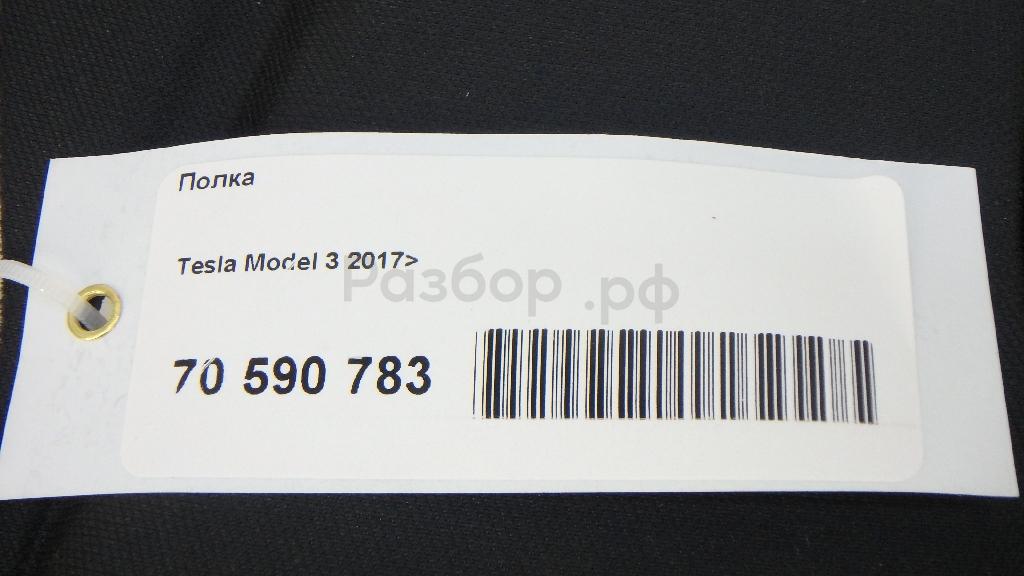 Полка
Tesla Model 3 2017>
Разбор.рф
70 590 783